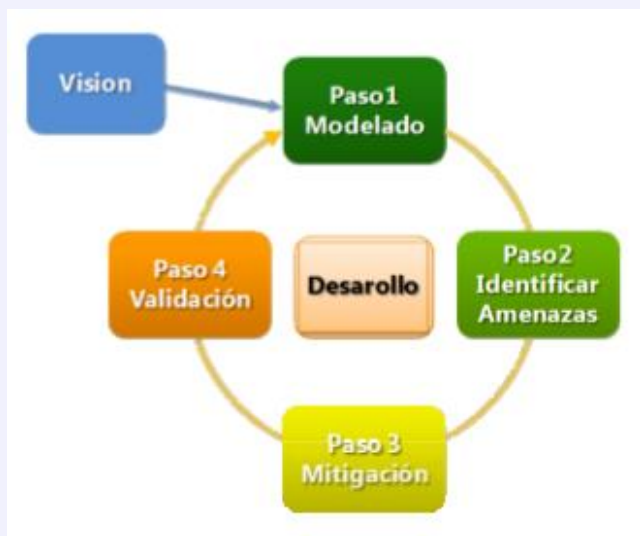 Vision
Paso1
Modelado
Paso2
Identificar
Amenazas
Paso 3
Mitigación
Paso 4
Validación
Desarollo